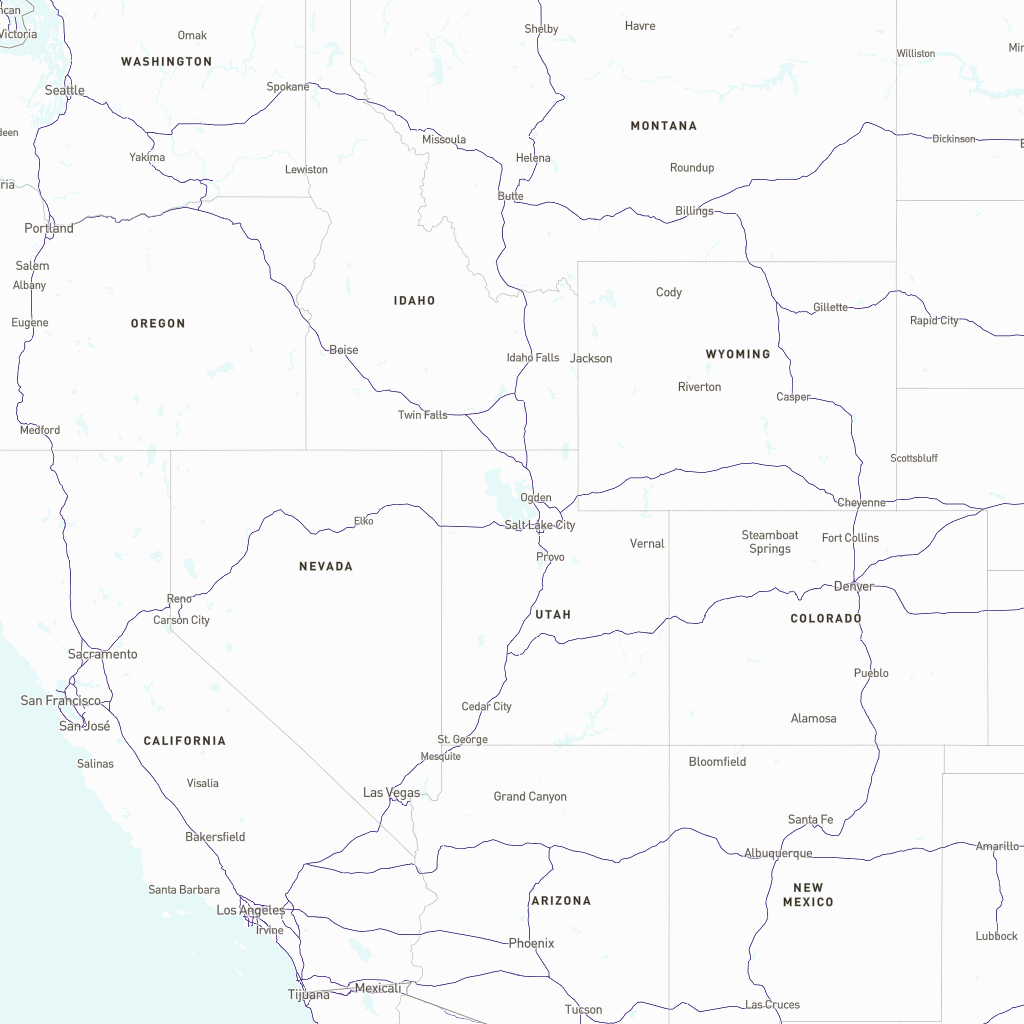 ncan
Victoria
Omak
Shelby
Havre
Williston
WASHINGTON
Seattle
Spokane
MONTANA
Missoula
Dickinson
Yakima
Helena
Lewiston
Roundup
Butte
Billings
Portland
Salem
Albany
Cody
IDAHO
Gillette
Eugene
OREGON
Rapid City
Boise
WYOMING
Idaho Falls
Jackson
Riverton
Casper
Twin Falls
Medford
Scottsbluff
Ogden
Cheyenne
Elko
Salt Lake City
Steamboat
Springs
Fort Collins
Vernal
Provo
NEVADA
Denver
Reno
Carson City
UTAH
COLORADO
Sacramento
Pueblo
San Francisco
Cedar City
San José
Alamosa
CALIFORNIA
St. George
Mesquite
Salinas
Bloomfield
Visalia
Las Vegas
Grand Canyon
Santa Fe
Bakersfield
Albuquerque
Amarillo
Santa Barbara
NEW
MEXICO
ARIZONA
Los Angeles
Irvine
Phoenix
Lubbock
Mexicali
Tijuana
Tucson
Las Cruces